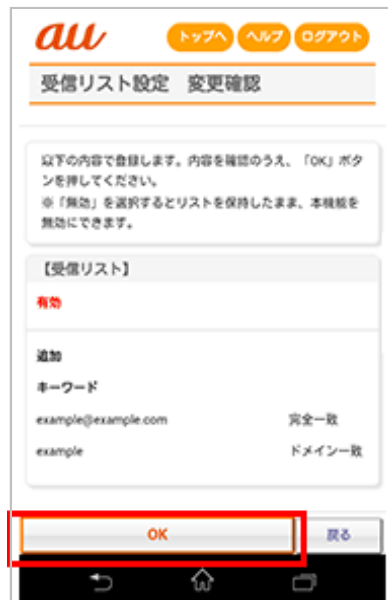 au
トップへ ヘルプ ログアウト
受信リスト設定 変更確認
以下の内容で登録します。内容を確認のうえ、「OK」ボタ
ンを押してください。
※「無効」を選択するとリストを保持したまま、本機能を
無効にできます。
【受信リスト】
有効
追加
キーワード
example@example.com 完全一致
example ドメイン一致
OK 戻る